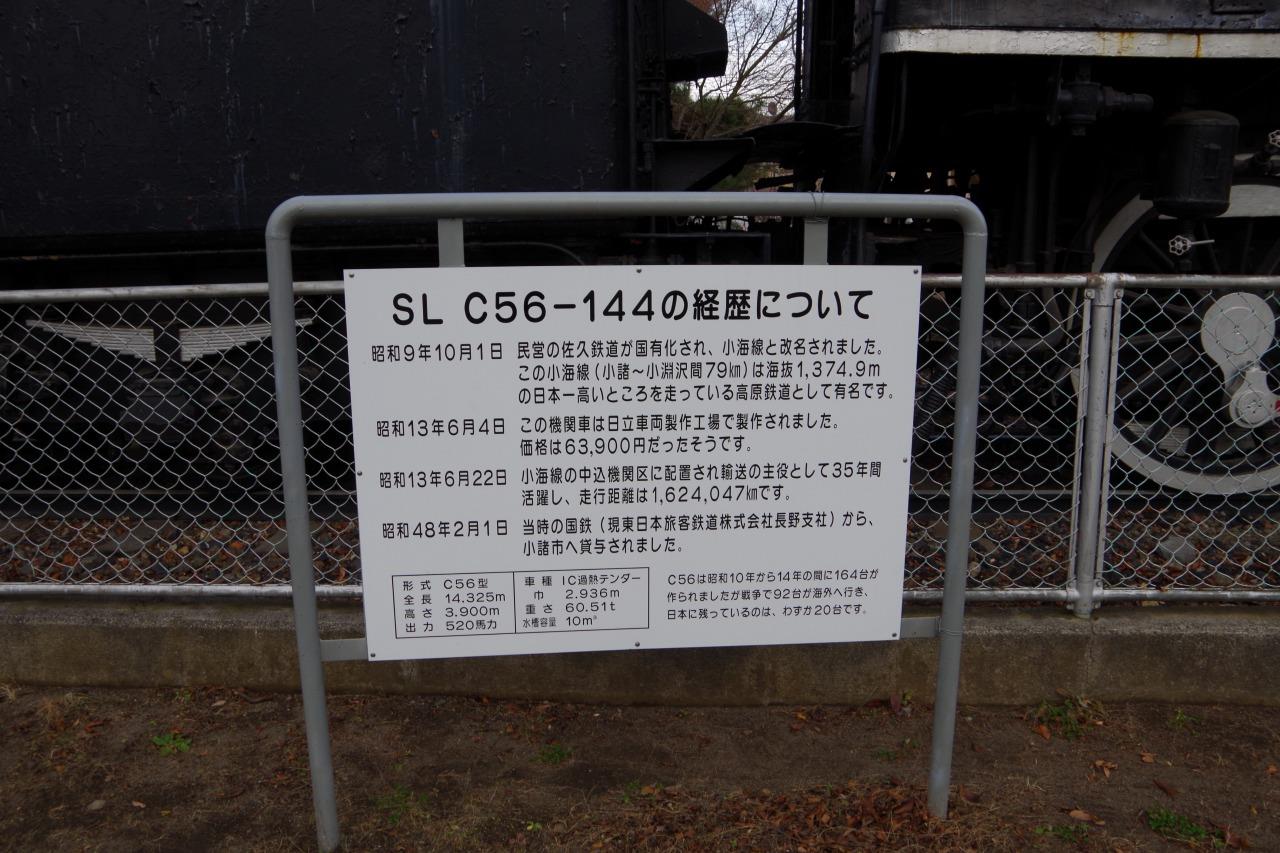 SL C56-144の経歴について
昭和9年10月1日 民営の佐久鉄道が国有化され、小海線と改名されました。
この小海線(小諸〜小淵沢間79㎞)は海抜1,374.9m
の日本一高いところを走っている高原鉄道として有名です。
昭和13年6月4日 この機関車は日立車両製作工場で製作されました。
価格は63,900円だったそうです。
昭和13年6月22日 小海線の中込機関区に配置され輸送の主役として35年間
活躍し、走行距離は1,624,047㎞です。
昭和48年2月1日 当時の国鉄(現東日本旅客鉄道株式会社長野支社)から、
小諸市へ貸与されました。
形式 C56型 車種 IC過熱テンダー
全長 14.325m 巾 2.936m
高さ 3.900m 重さ 60.51t
出力 520馬力 水槽容量 10m³
C56は昭和10年から14年の間に164台が
作られましたが戦争で92台が海外へ行き、
日本に残っているのは、わずか20台です。